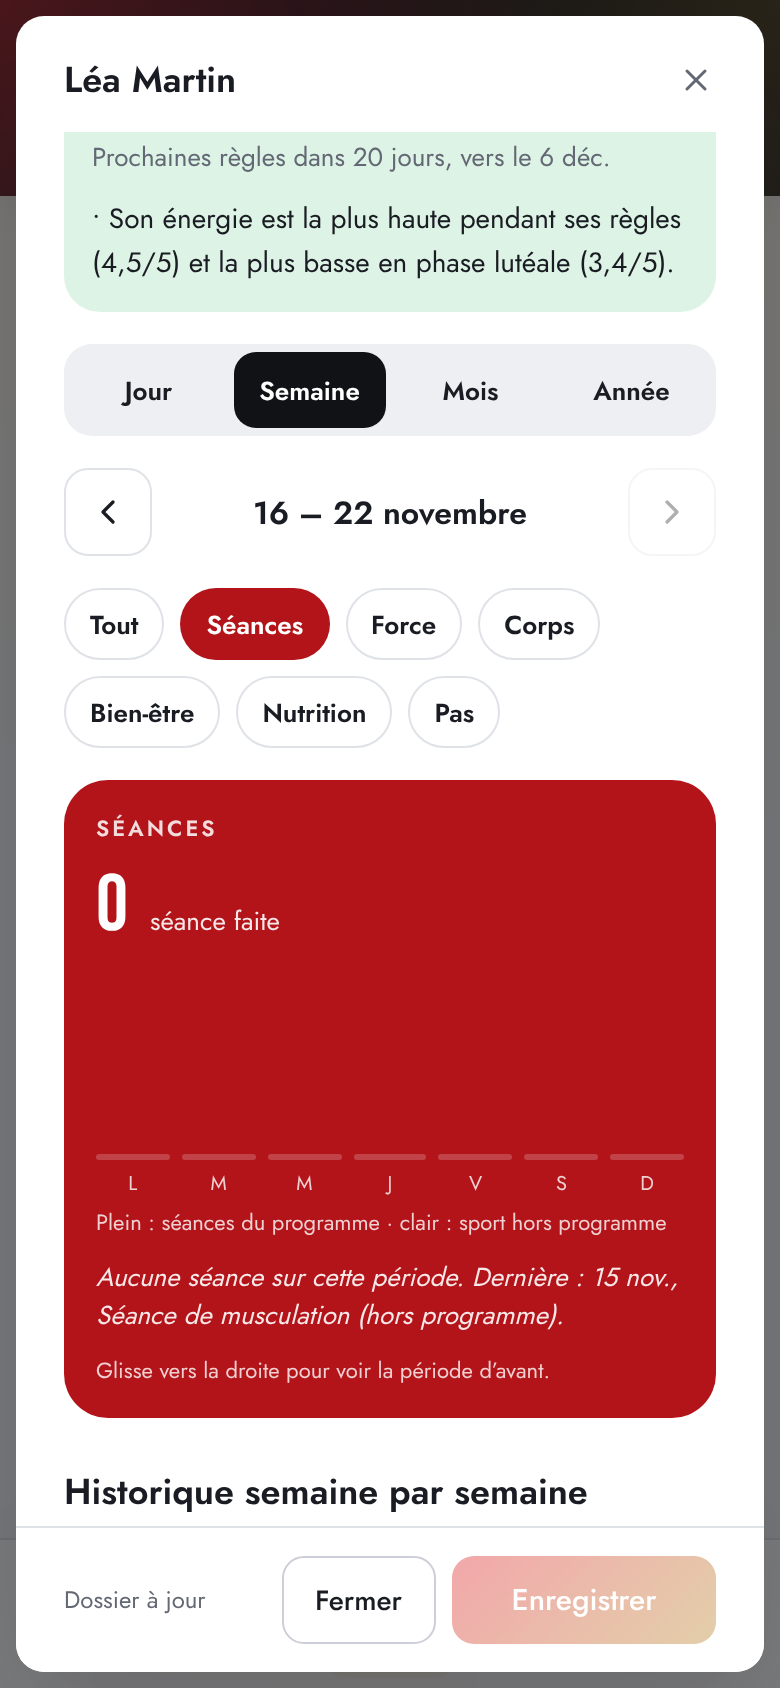 Léa Martin
Prochaines règles dans 20 jours, vers le 6 déc.
· Son énergie est la plus haute pendant ses règles
(4,5/5) et la plus basse en phase lutéale (3,4/5).
Jour Semaine Mois Année
16 – 22 novembre
Tout Séances Force Corps
Bien-être Nutrition Pas
SÉANCES
0 séance faite
L M M J V S D
Plein : séances du programme · clair : sport hors programme
Aucune séance sur cette période. Dernière : 15 nov.,
Séance de musculation (hors programme).
Glisse vers la droite pour voir la période d’avant.
Historique semaine par semaine
Dossier à jour Fermer Enregistrer